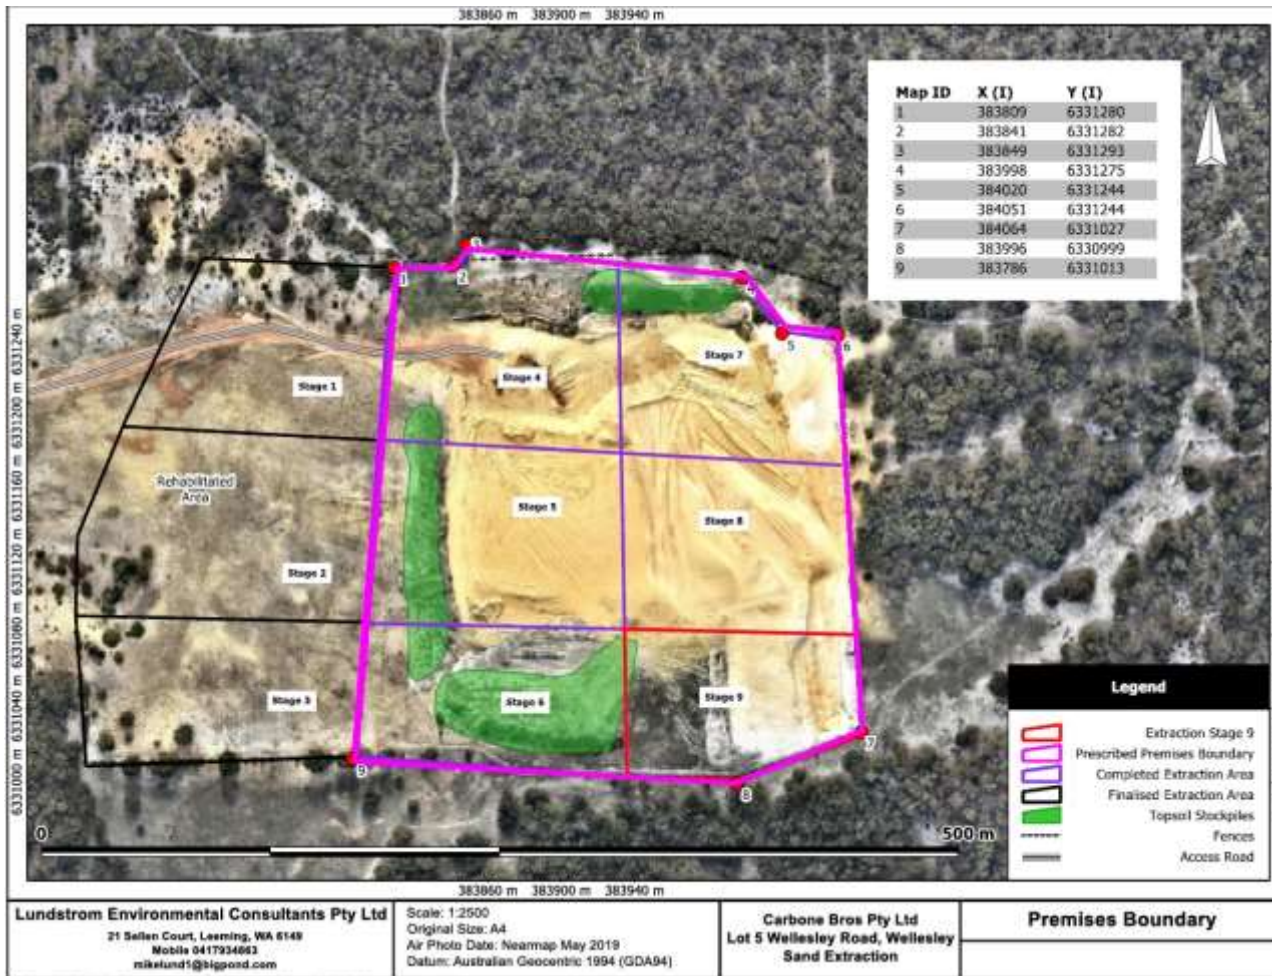 383860 m 383900 m 383940 m
Map ID X (I) Y (I)
1 383809 6331280
2 383841 6331282
3 383849 6331293
4 383998 6331275
5 384020 6331244
6 384051 6331244
7 384064 6331027
8 383996 6330999
9 383786 6331013
6331000 m 6331040 m 6331080 m 6331120 m 6331160 m 6331200 m 6331240 m
1
2
3
4
5
6
7
8
9
Stage 1
Stage 4
Stage 7
Rehabilitated
Area
Stage 5
Stage 8
Stage 2
Stage 3
Stage 6
Stage 9
0
500 m
Legend
Extraction Stage 9
Prescribed Premises Boundary
Completed Extraction Area
Finalised Extraction Area
Topsoil Stockpiles
Fences
Access Road
383860 m 383900 m 383940 m
Lundstrom Environmental Consultants Pty Ltd
21 Sellen Court, Leeming, WA 6149
Mobile 0417934863
mikelund1@bigpond.com
Scale: 1:2500
Original Size: A4
Air Photo Date: Nearmap May 2019
Datum: Australian Geocentric 1994 (GDA94)
Carbone Bros Pty Ltd
Lot 5 Wellesley Road, Wellesley
Sand Extraction
Premises Boundary